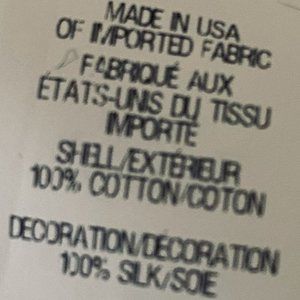 MADE IN USA
OF IMPORTED FABRIC
FABRIQUÉ AUX
ÉTATS-UNIS DU TISSU
IMPORTÉ
SHELL/EXTÉRIEUR
100% COTTON/COTON
DECORATION/DÉCORATION
100% SILK/SOIE